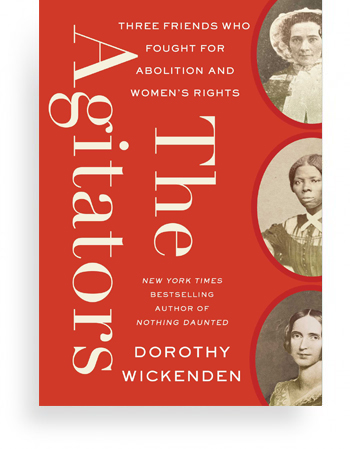 THREE FRIENDS WHO
FOUGHT FOR
ABOLITION AND
WOMEN'S RIGHTS
The
Agitators
NEW YORK TIMES
BESTSELLING
AUTHOR OF
NOTHING DAUNTED
DOROTHY
WICKENDEN